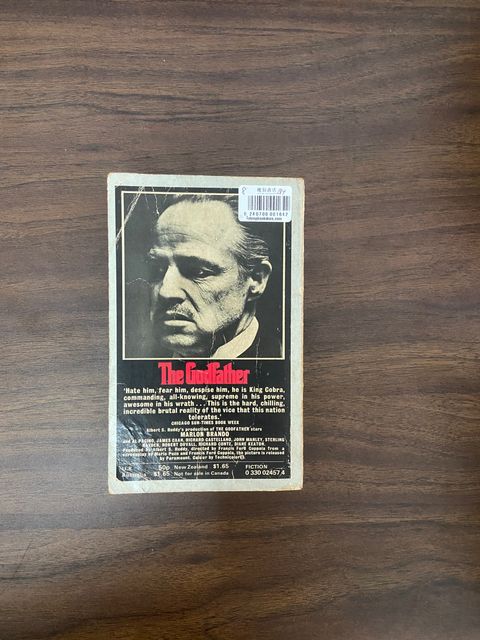 The Godfather
'Hate him, fear him, despise him, he is King Cobra,
commanding, all-knowing, supreme in his power,
awesome in his wrath . . . This is the hard, chilling,
incredible brutal reality of the vice that this nation
tolerates.'
CHICAGO SUN-TIMES BOOK WEEK
Albert S. Ruddy's production of THE GODFATHER stars
MARLON BRANDO
and AL PACINO, JAMES CAAN, RICHARD CASTELLANO, JOHN MARLEY, STERLING
HAYDEN, ROBERT DUVALL, RICHARD CONTE, DIANE KEATON.
Produced by Albert S. Ruddy, directed by Francis Ford Coppola from a
screenplay by Mario Puzo and Francis Ford Coppola, the picture is released
by Paramount. Colour by Technicolor
U.K. 50p New Zealand $1.65 FICTION
Australia $1.65 Not for sale in Canada 0 330 02457 4